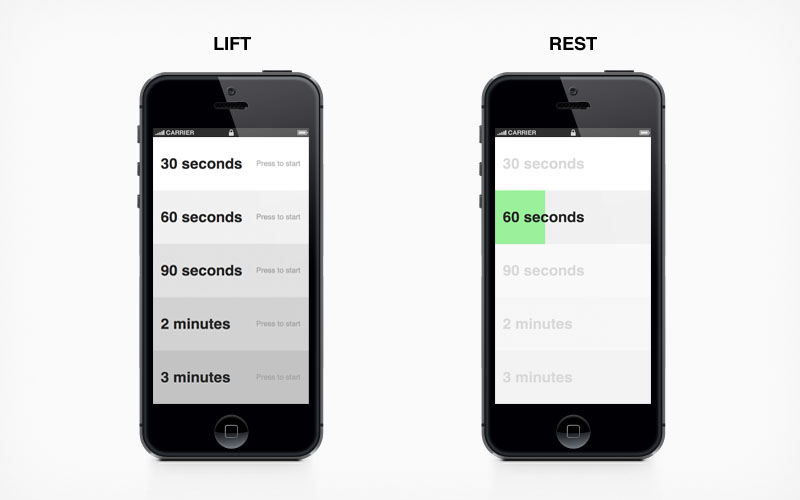 LIFT
REST
CARRIER
30 seconds Press to start
60 seconds Press to start
90 seconds Press to start
2 minutes Press to start
3 minutes Press to start
CARRIER
30 seconds
60 seconds
90 seconds
2 minutes
3 minutes